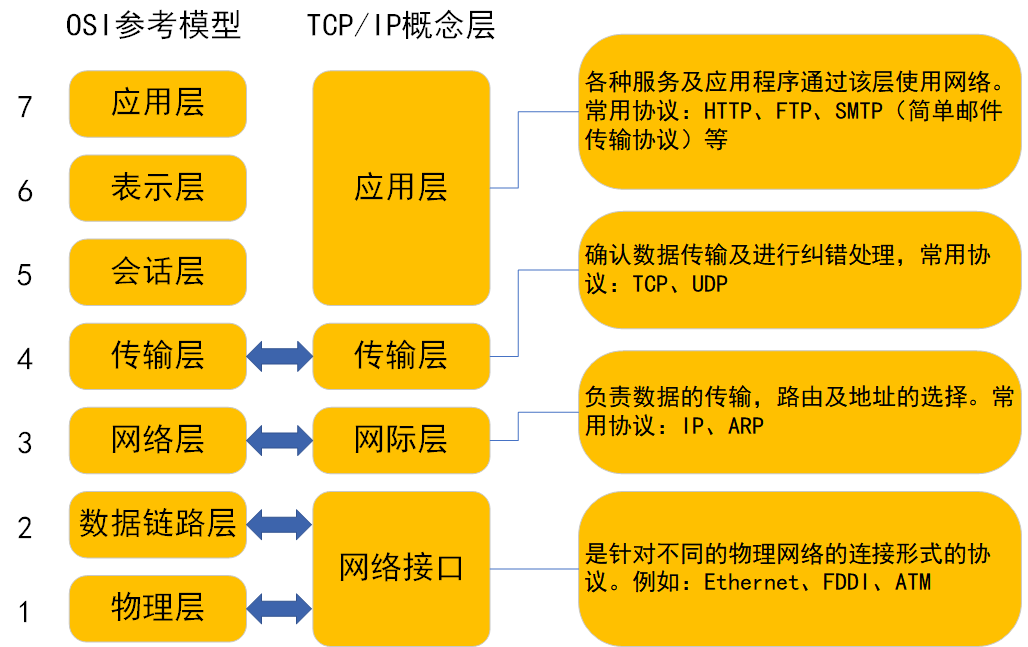 OSI参考模型
TCP/IP概念层
7
应用层
6
表示层
5
会话层
4
传输层
3
网络层
2
数据链路层
1
物理层
应用层
传输层
网际层
网络接口
各种服务及应用程序通过该层使用网络。
常用协议：HTTP、FTP、SMTP（简单邮件
传输协议）等
确认数据传输及进行纠错处理，常用协
议：TCP、UDP
负责数据的传输，路由及地址的选择。常
用协议：IP、ARP
是针对不同的物理网络的连接形式的协
议。例如：Ethernet、FDDI、ATM